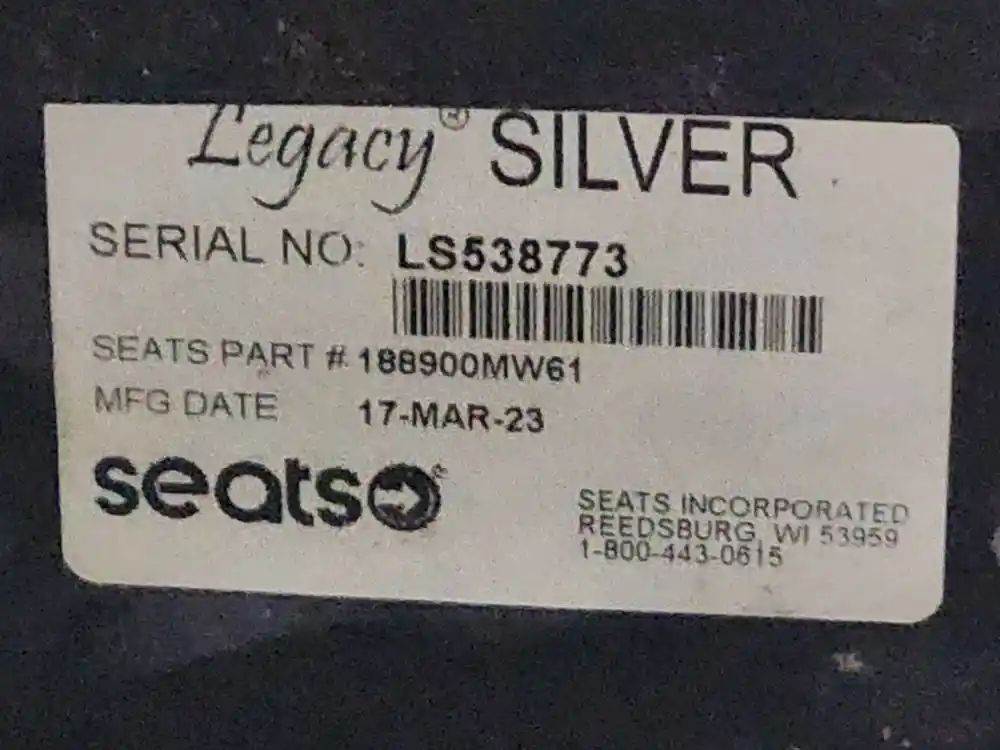 Legacy® SILVER
SERIAL NO: LS538773
SEATS PART # 188900MW61
MFG DATE 17-MAR-23
seats®
SEATS INCORPORATED
REEDSBURG, WI 53959
1-800-443-0615